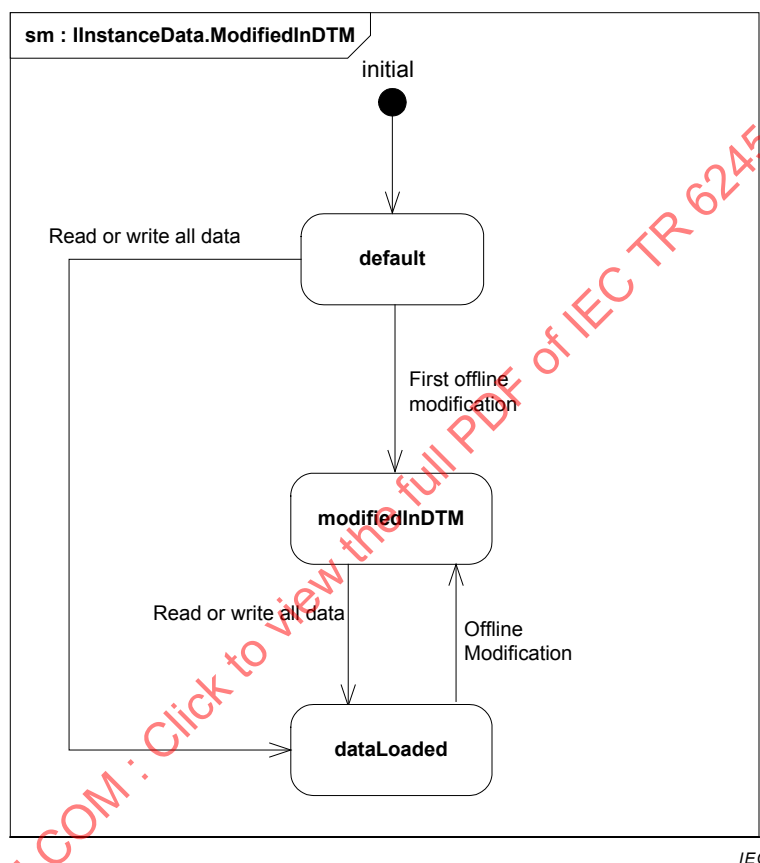 sm : IInstanceData.ModifiedInDTM
initial
Read or write all data
default
First offline
modification
modifiedInDTM
Read or write all data
Offline
Modification
dataLoaded
COM : Click to view the full PDF of IEC TR 6245
IEC